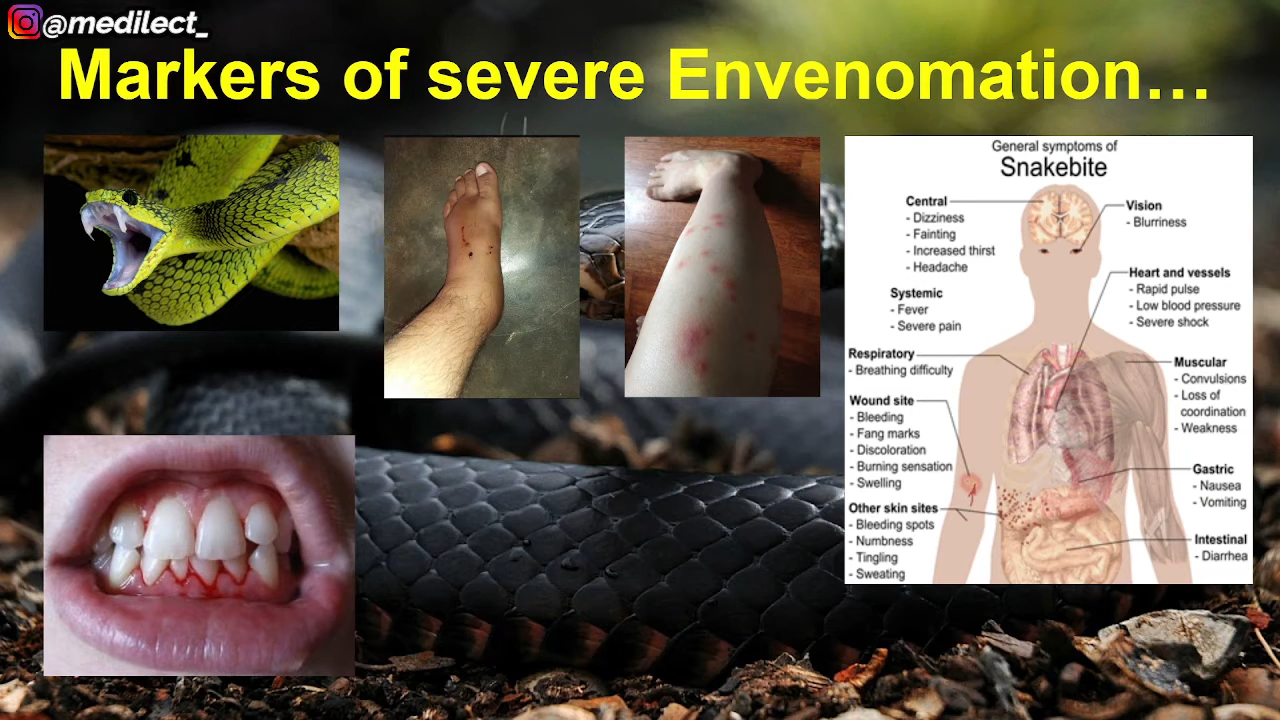 @medilect_
Markers of severe Envenomation...
General symptoms of
Snakebite
Central
- Dizziness
- Fainting
- Increased thirst
- Headache
Systemic
- Fever
- Severe pain
Respiratory
- Breathing difficulty
Wound site
- Bleeding
- Fang marks
- Discoloration
- Burning sensation
- Swelling
Other skin sites
- Bleeding spots
- Numbness
- Tingling
- Sweating
Vision
- Blurriness
Heart and vessels
- Rapid pulse
- Low blood pressure
- Severe shock
Muscular
- Convulsions
- Loss of
coordination
- Weakness
Gastric
- Nausea
- Vomiting
Intestinal
- Diarrhea